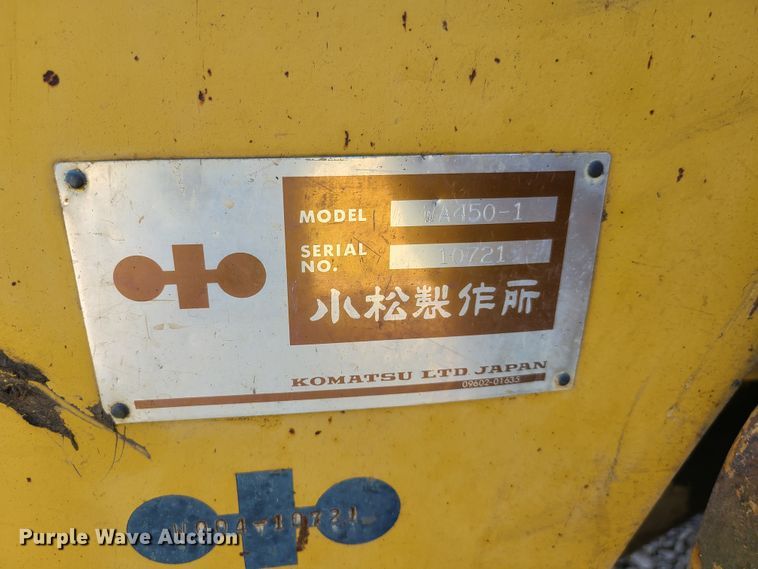 MODEL WA450-1
SERIAL NO. 10721
小松製作所
KOMATSU LTD JAPAN
09602-01635
10721
Purple Wave Auction